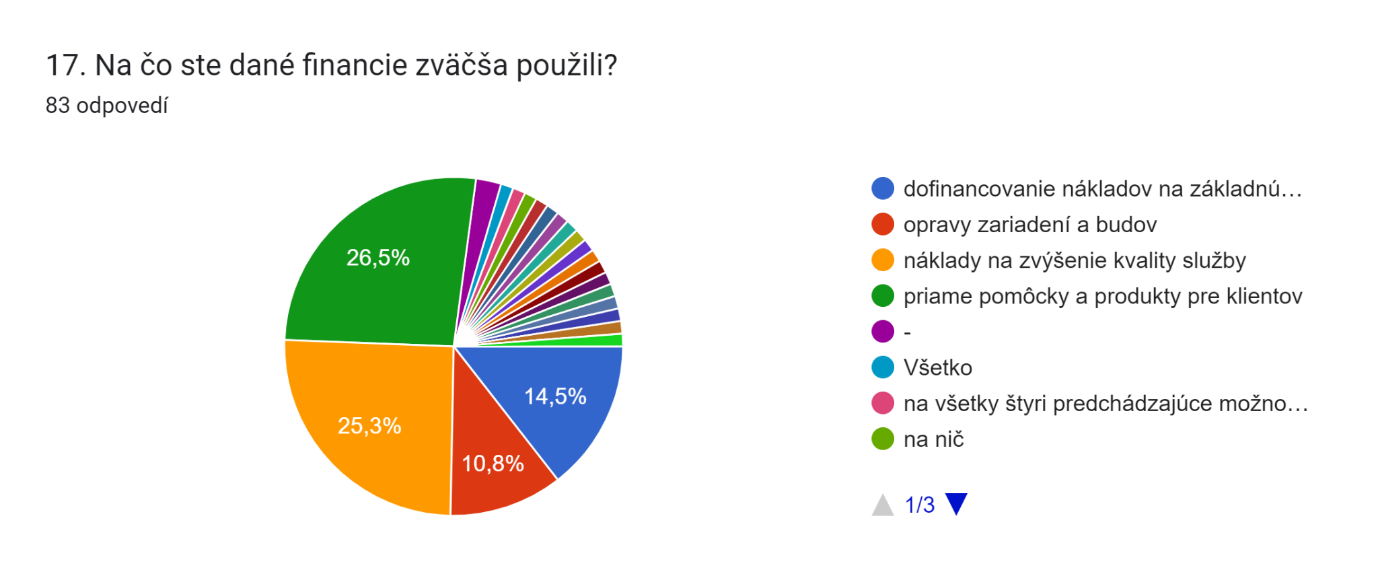 17. Na čo ste dané financie zväčša použili?
83 odpovedí
26,5%
14,5%
25,3%
10,8%
dofinancovanie nákladov na základnú…
opravy zariadení a budov
náklady na zvýšenie kvality služby
priame pomôcky a produkty pre klientov
-
Všetko
na všetky štyri predchádzajúce možno…
na nič
1/3